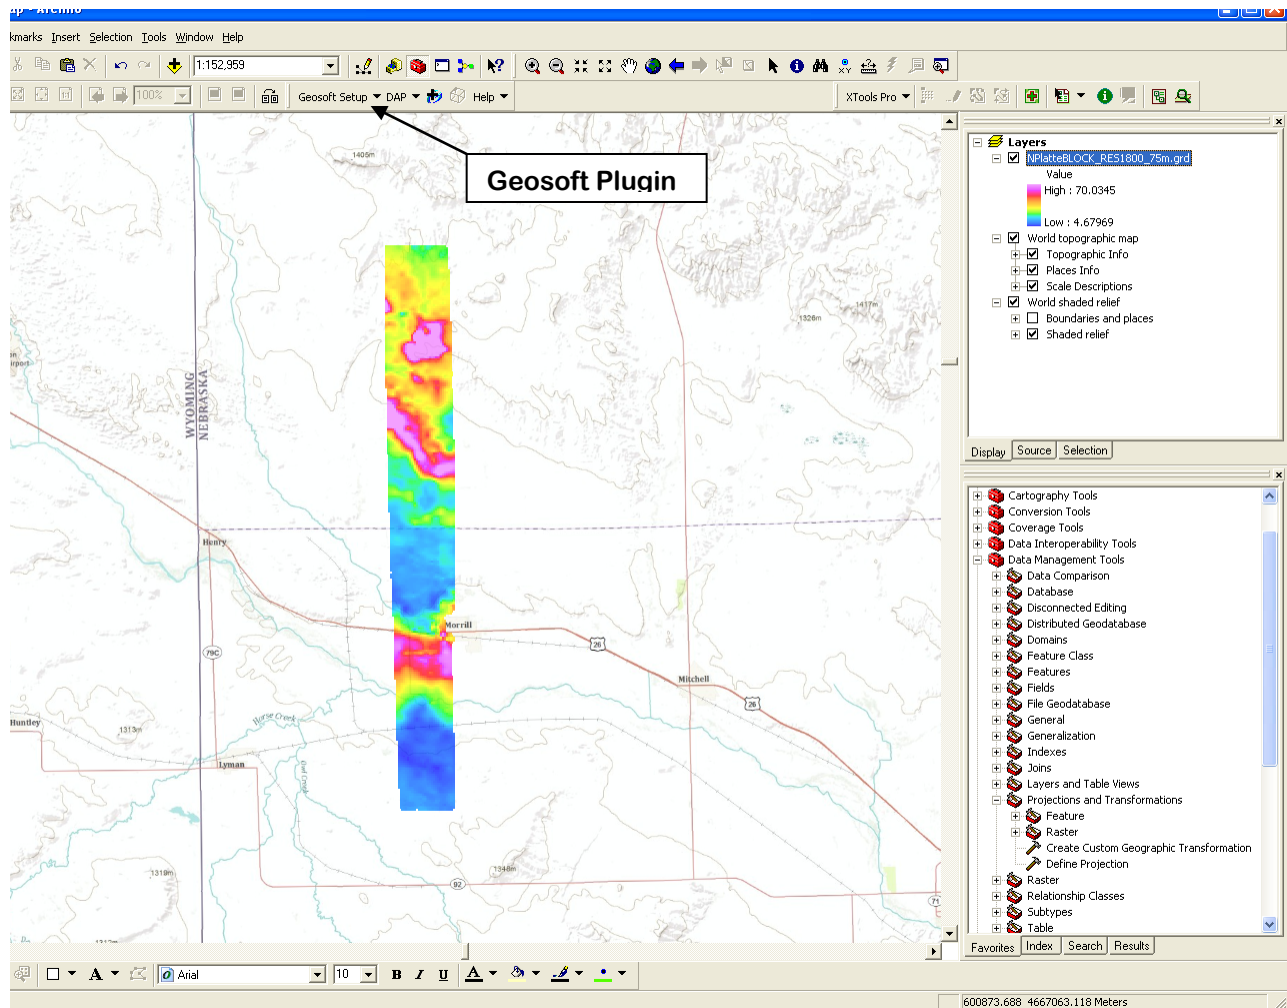 kmarks Insert Selection Tools Window Help
1:152,959
100%
Geosoft Setup DAP Help
XTools Pro
Geosoft Plugin
1405m
1417m
1326m
WYOMING
NEBRASKA
Henry
Morrill
26
79C
Mitchell
26
Huntley
1313m
Horse Creek
Lyman
1319m
1346m
92
71
Layers
NPlatteBLOCK_RES1800_75m.grd
Value
High : 70.0345
Low : 4.67969
World topographic map
Topographic Info
Places Info
Scale Descriptions
World shaded relief
Boundaries and places
Shaded relief
Display Source Selection
Cartography Tools
Conversion Tools
Coverage Tools
Data Interoperability Tools
Data Management Tools
Data Comparison
Database
Disconnected Editing
Distributed Geodatabase
Domains
Feature Class
Features
Fields
File Geodatabase
General
Generalization
Indexes
Joins
Layers and Table Views
Projections and Transformations
Feature
Raster
Create Custom Geographic Transformation
Define Projection
Raster
Relationship Classes
Subtypes
Table
Favorites Index Search Results
A Arial 10 B I U A
600873.688 4667063.118 Meters